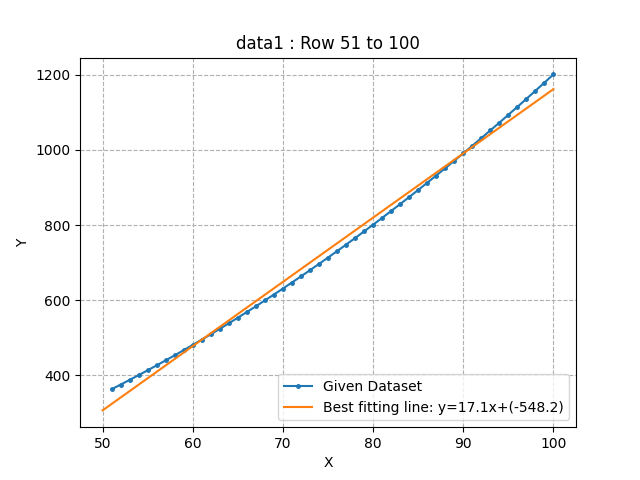 data1 : Row 51 to 100
1200
1000
800
600
400
Y
50
60
70
80
90
100
X
Given Dataset
Best fitting line: y=17.1x+(-548.2)